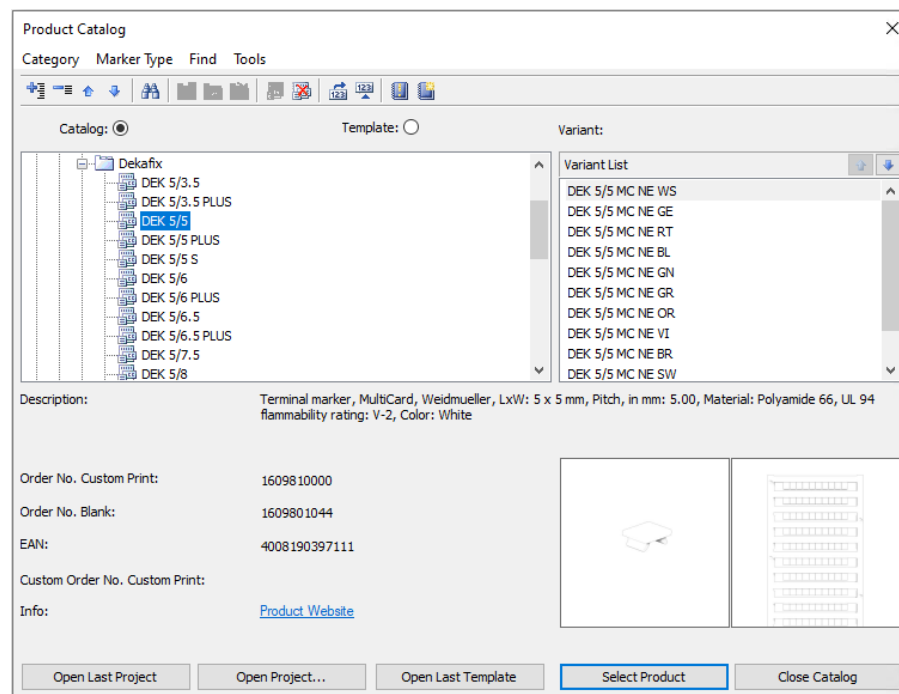 Product Catalog
Category Marker Type Find Tools
Catalog: Template: Variant:
Dekafix
DEK 5/3.5
DEK 5/3.5 PLUS
DEK 5/5
DEK 5/5 PLUS
DEK 5/5 S
DEK 5/6
DEK 5/6 PLUS
DEK 5/6.5
DEK 5/6.5 PLUS
DEK 5/7.5
DEK 5/8
Variant List
DEK 5/5 MC NE WS
DEK 5/5 MC NE GE
DEK 5/5 MC NE RT
DEK 5/5 MC NE BL
DEK 5/5 MC NE GN
DEK 5/5 MC NE GR
DEK 5/5 MC NE OR
DEK 5/5 MC NE VI
DEK 5/5 MC NE BR
DEK 5/5 MC NE SW
Description: Terminal marker, MultiCard, Weidmueller, LxW: 5 x 5 mm, Pitch, in mm: 5.00, Material: Polyamide 66, UL 94
flammability rating: V-2, Color: White
Order No. Custom Print: 1609810000
Order No. Blank: 1609801044
EAN: 4008190397111
Custom Order No. Custom Print:
Info: Product Website
Open Last Project Open Project... Open Last Template Select Product Close Catalog